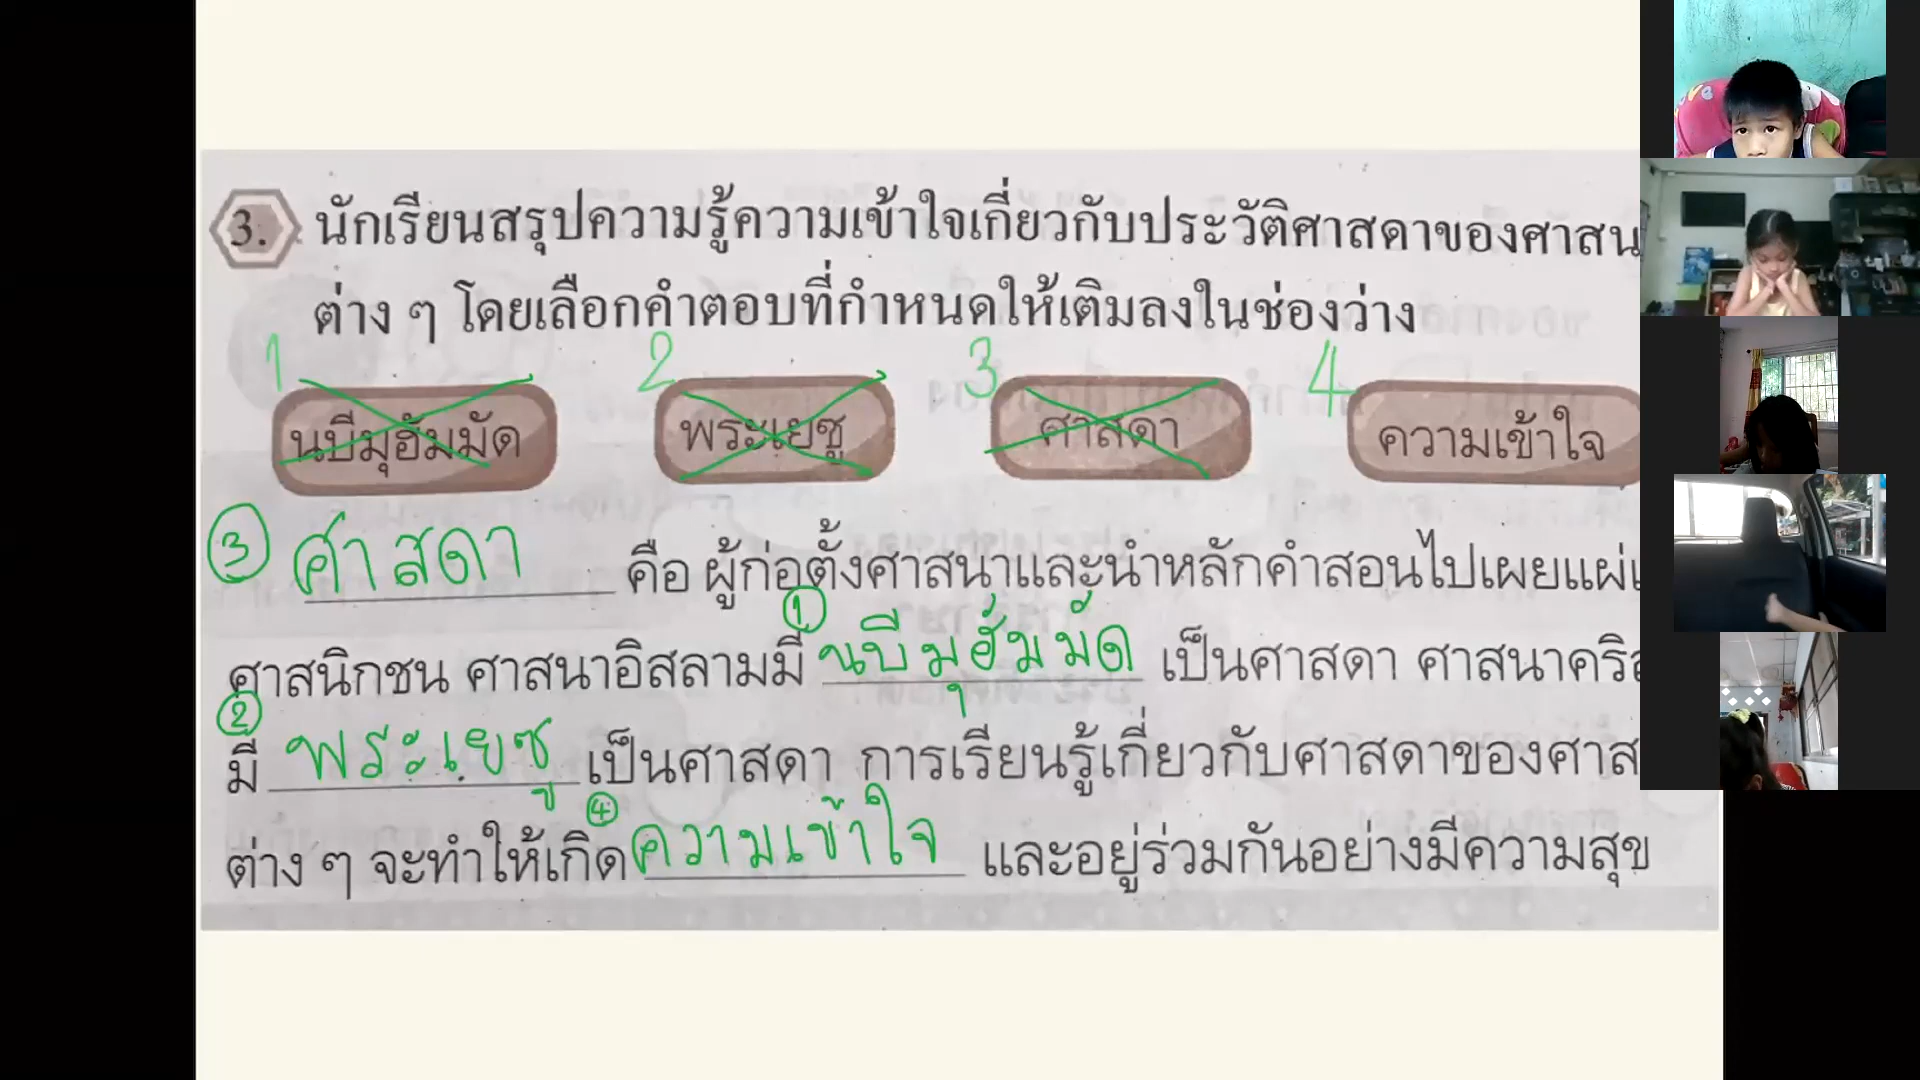 3. นักเรียนสรุปความรู้ความเข้าใจเกี่ยวกับประวัติศาสดาของศาสน
ต่าง ๆ โดยเลือกคำตอบที่กำหนดให้เติมลงในช่องว่าง
1 2 3 4
นบีมุฮัมมัด พระเยซู ศาสดา ความเข้าใจ
3 ศาสดา คือ ผู้ก่อตั้งศาสนาและนำหลักคำสอนไปเผยแผ่
1
ศาสนิกชน ศาสนาอิสลามมี นบีมุฮัมมัด เป็นศาสดา ศาสนาคริ
2
มี พระเยซู เป็นศาสดา การเรียนรู้เกี่ยวกับศาสดาของศาส
4
ต่าง ๆ จะทำให้เกิด ความเข้าใจ และอยู่ร่วมกันอย่างมีความสุข